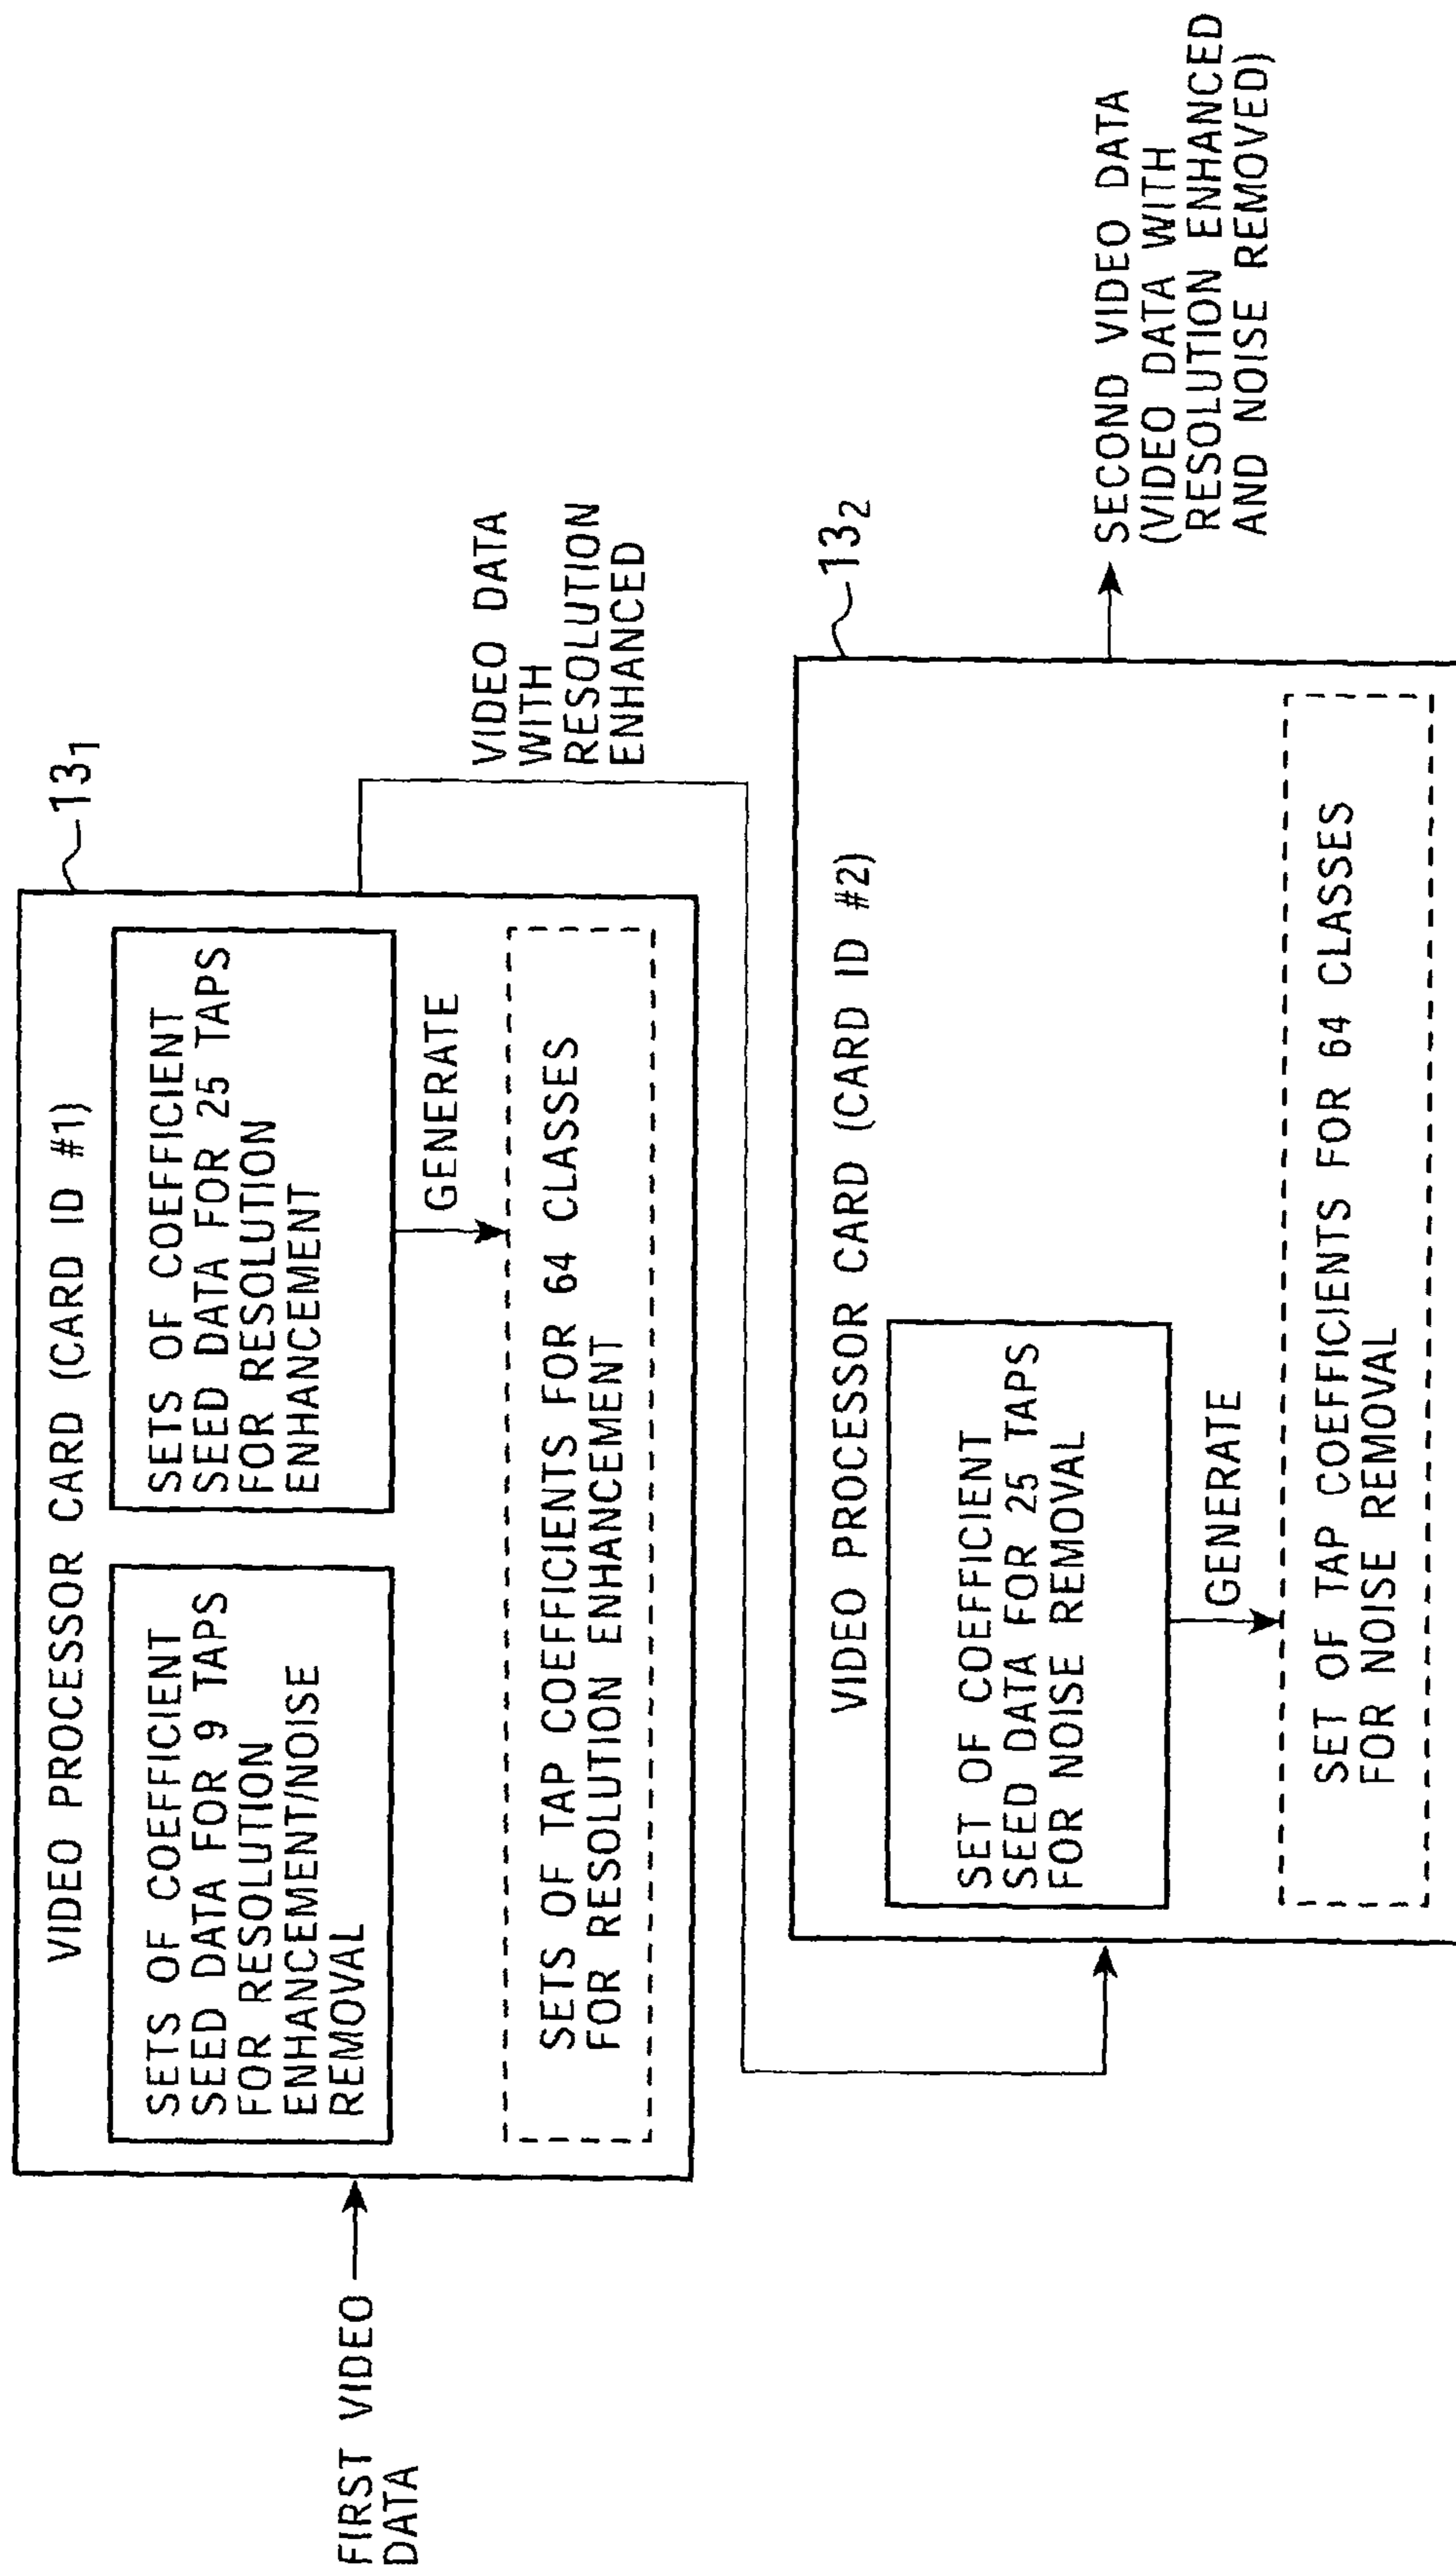 FIRST VIDEO
DATA
VIDEO PROCESSOR CARD (CARD ID #1)
13₁
SETS OF COEFFICIENT
SEED DATA FOR 9 TAPS
FOR RESOLUTION
ENHANCEMENT/NOISE
REMOVAL
SETS OF COEFFICIENT
SEED DATA FOR 25 TAPS
FOR RESOLUTION
ENHANCEMENT
GENERATE
SETS OF TAP COEFFICIENTS FOR 64 CLASSES
FOR RESOLUTION ENHANCEMENT
VIDEO DATA
WITH
RESOLUTION
ENHANCED
VIDEO PROCESSOR CARD (CARD ID #2)
13₂
SET OF COEFFICIENT
SEED DATA FOR 25 TAPS
FOR NOISE REMOVAL
GENERATE
SET OF TAP COEFFICIENTS FOR 64 CLASSES
FOR NOISE REMOVAL
SECOND VIDEO DATA
(VIDEO DATA WITH
RESOLUTION ENHANCED
AND NOISE REMOVED)